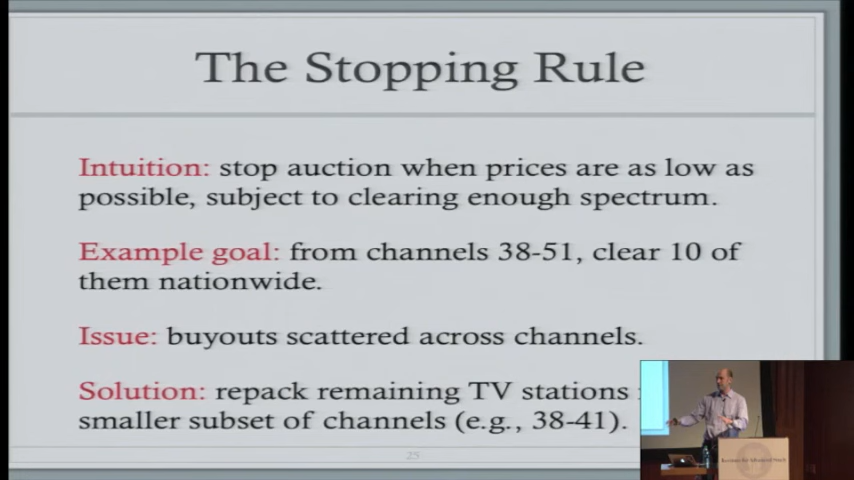 The Stopping Rule
Intuition: stop auction when prices are as low as
possible, subject to clearing enough spectrum.
Example goal: from channels 38-51, clear 10 of
them nationwide.
Issue: buyouts scattered across channels.
Solution: repack remaining TV stations
smaller subset of channels (e.g., 38-41).
25